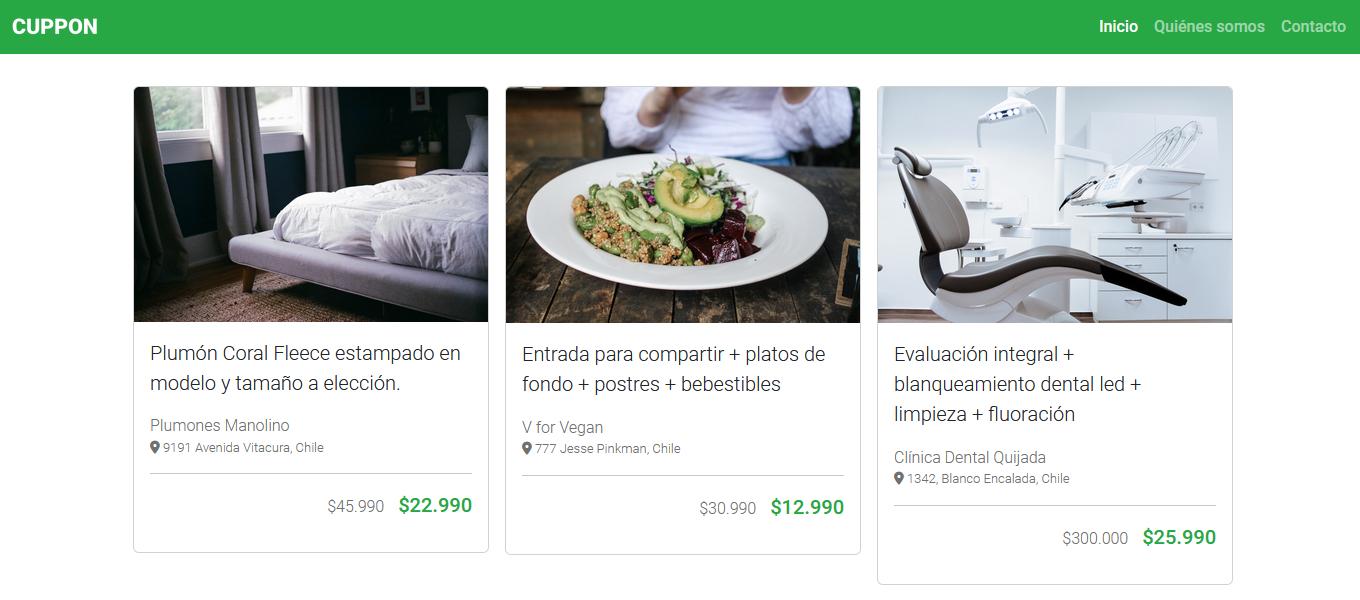 CUPPON
Inicio Quiénes somos Contacto
Plumón Coral Fleece estampado en
modelo y tamaño a elección.
Plumones Manolino
9191 Avenida Vitacura, Chile
$45.990 $22.990
Entrada para compartir + platos de
fondo + postres + bebestibles
V for Vegan
777 Jesse Pinkman, Chile
$30.990 $12.990
Evaluación integral +
blanqueamiento dental led +
limpieza + fluoración
Clínica Dental Quijada
1342, Blanco Encalada, Chile
$300.000 $25.990